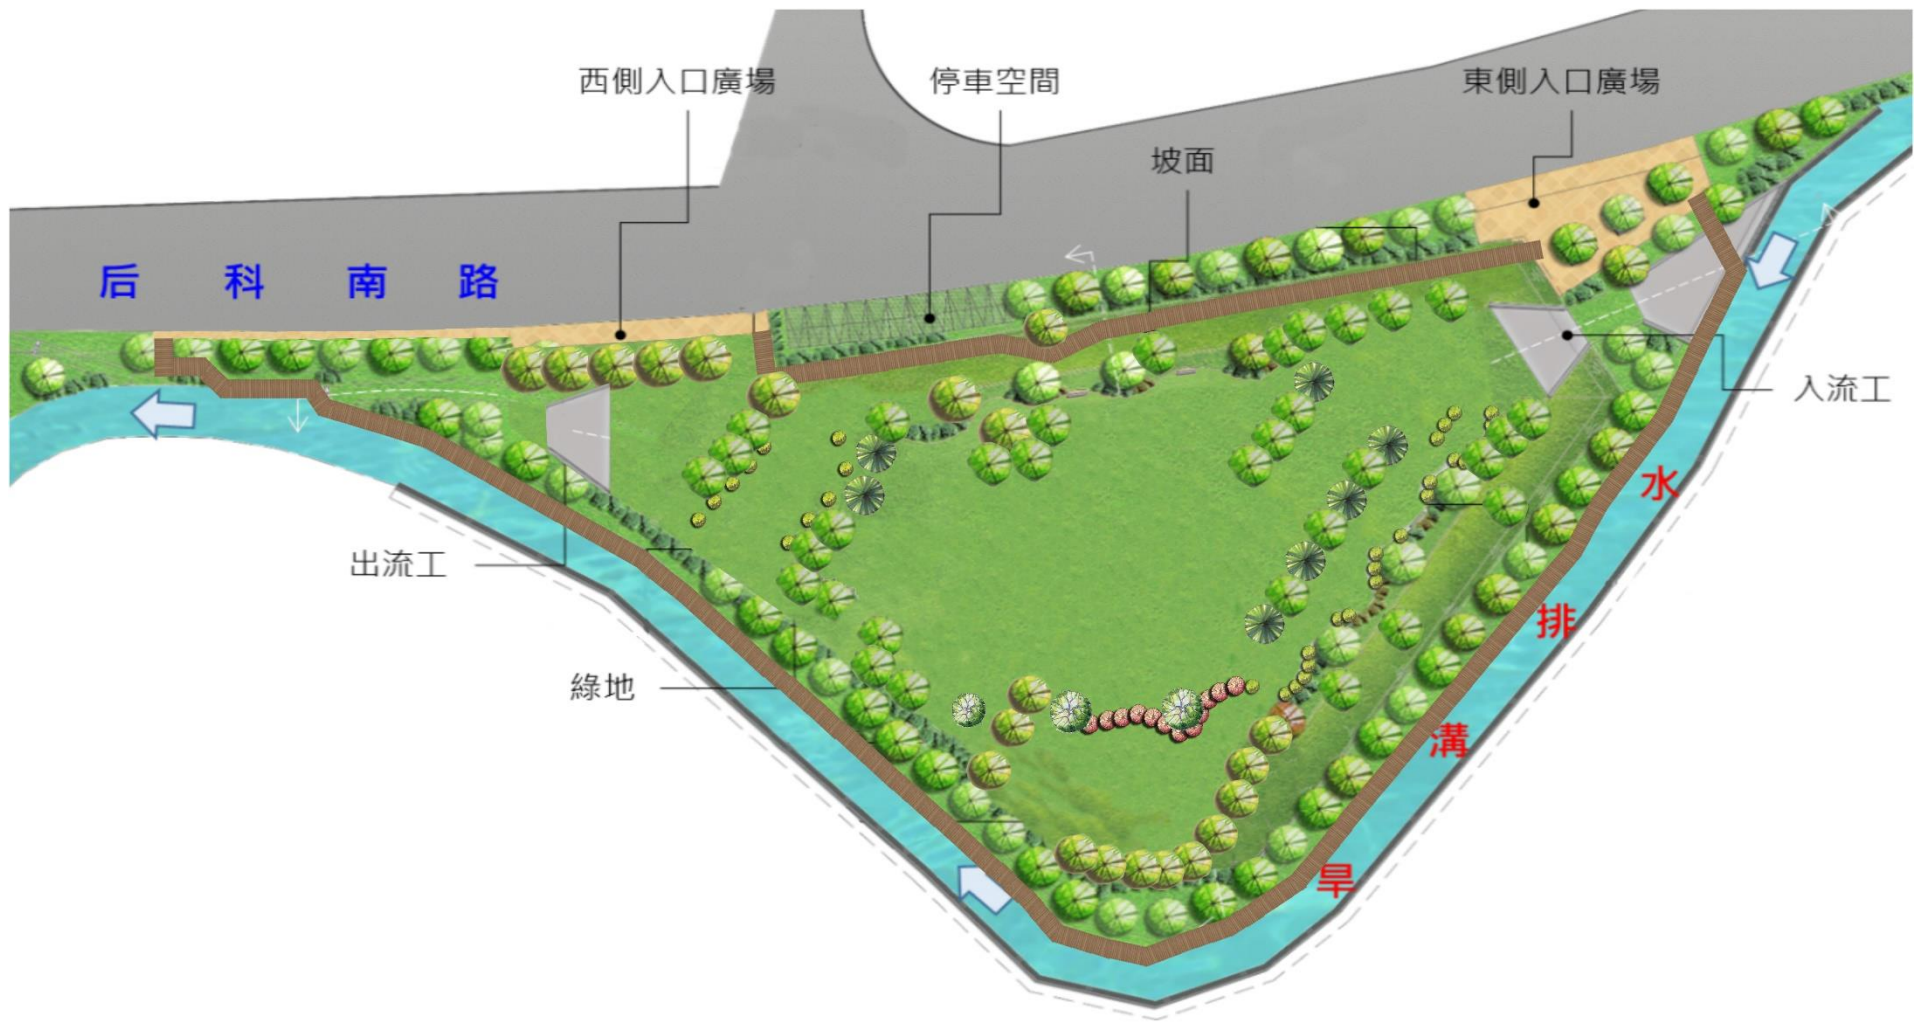 西側入口廣場
停車空間
東側入口廣場
坡面
后科南路
入流工
出流工
綠地
旱溝排水